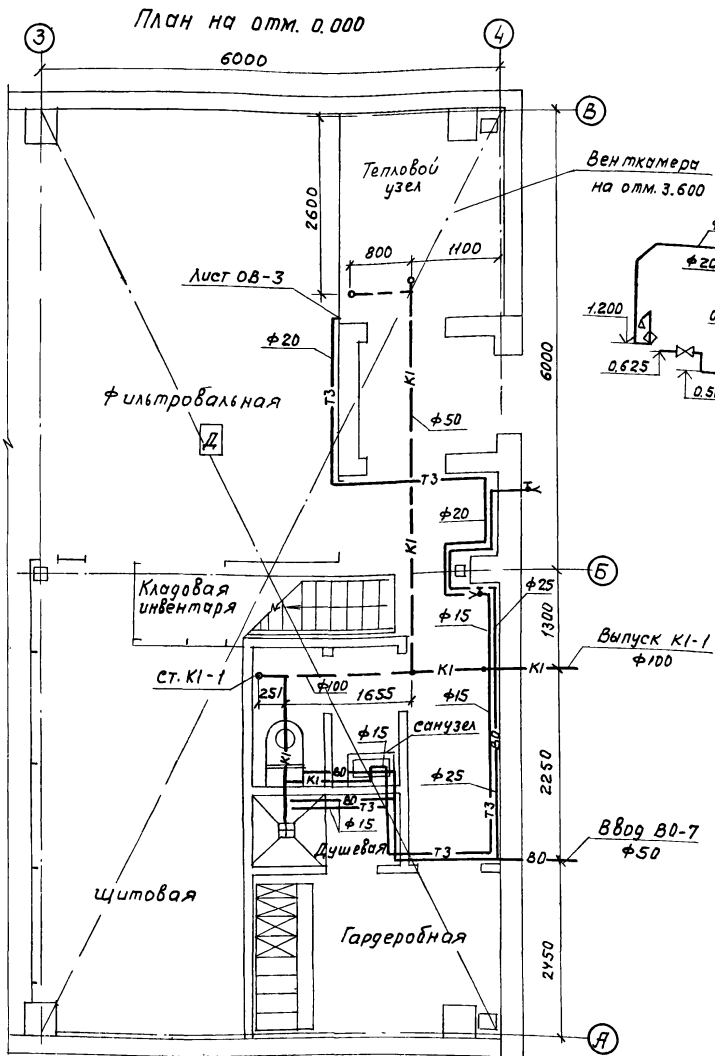 План на отм. 0.000
3
4
6000
В
Тепловой
узел
Венткамера
на отм. 3.600
2600
800
1100
Лист ОВ-3
ф20
1.200
0.625
ф20
Т3
К1
6000
Фильтровальная
Д
ф50
Т3
ф20
К1
Б
Кладовая
инвентаря
ф25
ф15
1300
Выпуск К1-1
ф100
К1
К1
ст. К1-1
ф100
251
1655
ф15
санузел
ф15
В0
К1
В0
К1
ф25
2250
В0
Т3
ф15
Душевая
Т3
Т3
В0
Ввод В0-7
ф50
Щитовая
Гардеробная
2450
А